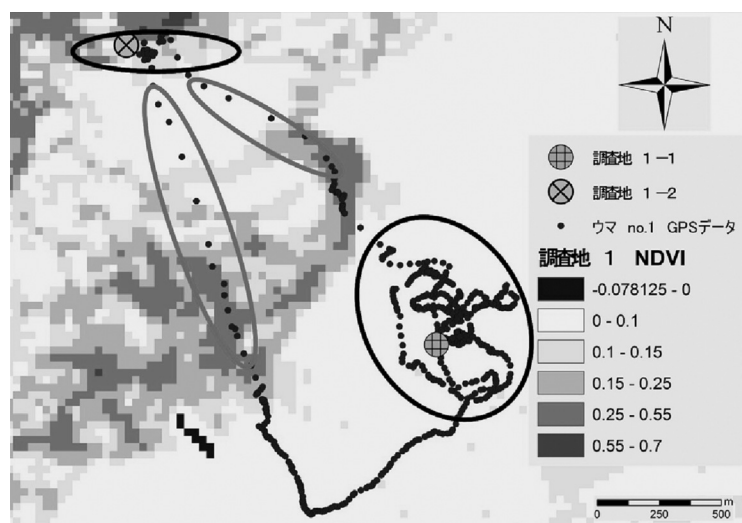 N
調査地 1-1
調査地 1-2
ウマ no.1 GPSデータ
調査地 1 NDVI
-0.078125 - 0
0 - 0.1
0.1 - 0.15
0.15 - 0.25
0.25 - 0.55
0.55 - 0.7
0 250 500 m